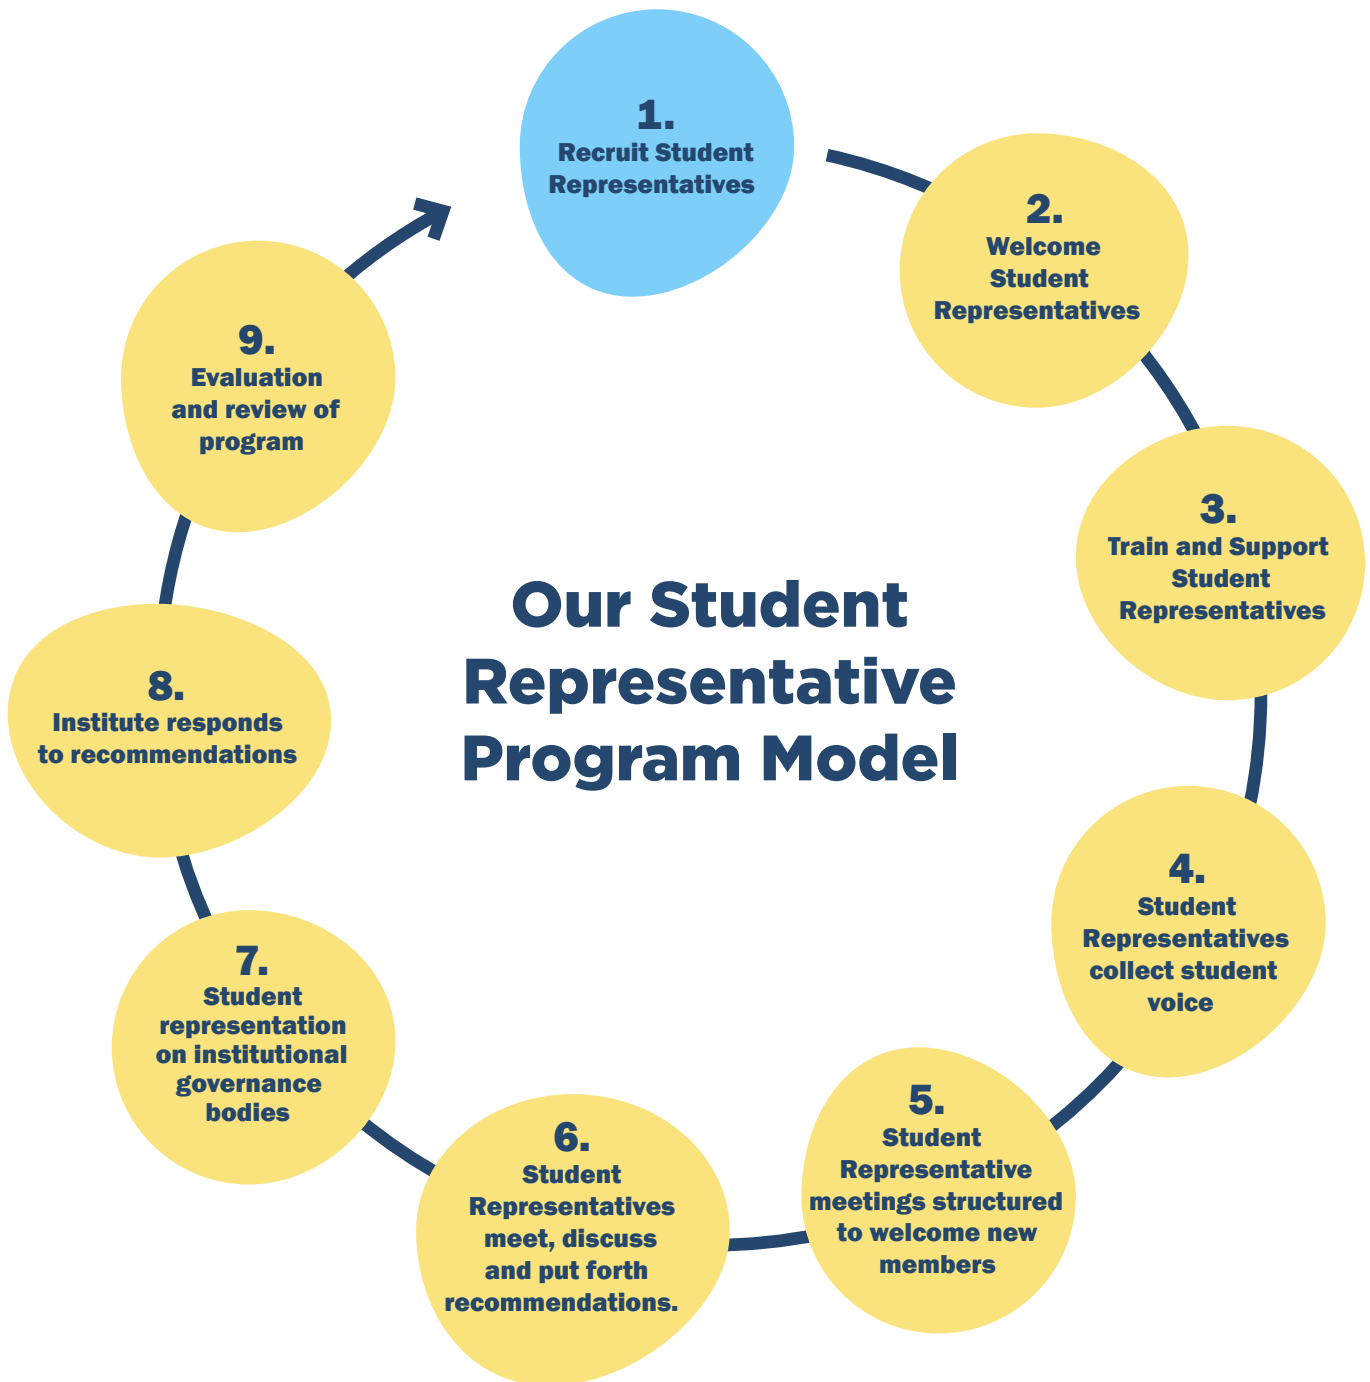 1.
Recruit Student
Representatives
2.
Welcome
Student
Representatives
3.
Train and Support
Student
Representatives
4.
Student
Representatives
collect student
voice
5.
Student
Representative
meetings structured
to welcome new
members
6.
Student
Representatives
meet, discuss
and put forth
recommendations.
7.
Student
representation
on institutional
governance
bodies
8.
Institute responds
to recommendations
9.
Evaluation
and review of
program
Our Student
Representative
Program Model